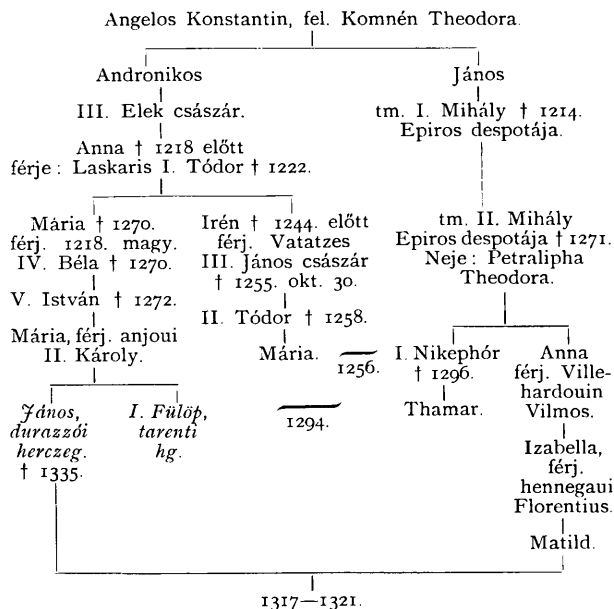 Angelos Konstantin, fel. Komnén Theodora.
Andronikos
III. Elek császár.
Anna † 1218 előtt
férje : Laskaris I. Tódor † 1222.
János
tm. I. Mihály † 1214.
Epiros despotája.
Mária † 1270.
férj. 1218. magy.
IV. Béla † 1270.
V. István † 1272.
Mária, férj. anjoui
II. Károly.
Irén † 1244. előtt
férj. Vatatzes
III. János császár
† 1255. okt. 30.
II. Tódor † 1258.
Mária.
1256.
tm. II. Mihály
Epiros despotája † 1271.
Neje : Petralipha
Theodora.
I. Nikephór
† 1296.
Thamar.
Anna
férj. Ville-
hardouin
Vilmos.
Izabella,
férj.
hennegaui
Florentius.
Matild.
János,
durazzói
herczeg.
† 1335.
I. Fülöp,
tarenti
hg.
1294.
1317—1321.